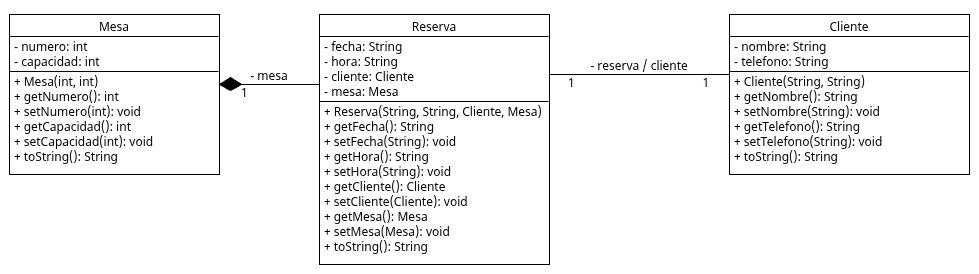 Mesa
- numero: int
- capacidad: int
+ Mesa(int, int)
+ getNumero(): int
+ setNumero(int): void
+ getCapacidad(): int
+ setCapacidad(int): void
+ toString(): String
- mesa
1
Reserva
- fecha: String
- hora: String
- cliente: Cliente
- mesa: Mesa
+ Reserva(String, String, Cliente, Mesa)
+ getFecha(): String
+ setFecha(String): void
+ getHora(): String
+ setHora(String): void
+ getCliente(): Cliente
+ setCliente(Cliente): void
+ getMesa(): Mesa
+ setMesa(Mesa): void
+ toString(): String
- reserva / cliente
1
1
Cliente
- nombre: String
- telefono: String
+ Cliente(String, String)
+ getNombre(): String
+ setNombre(String): void
+ getTelefono(): String
+ setTelefono(String): void
+ toString(): String